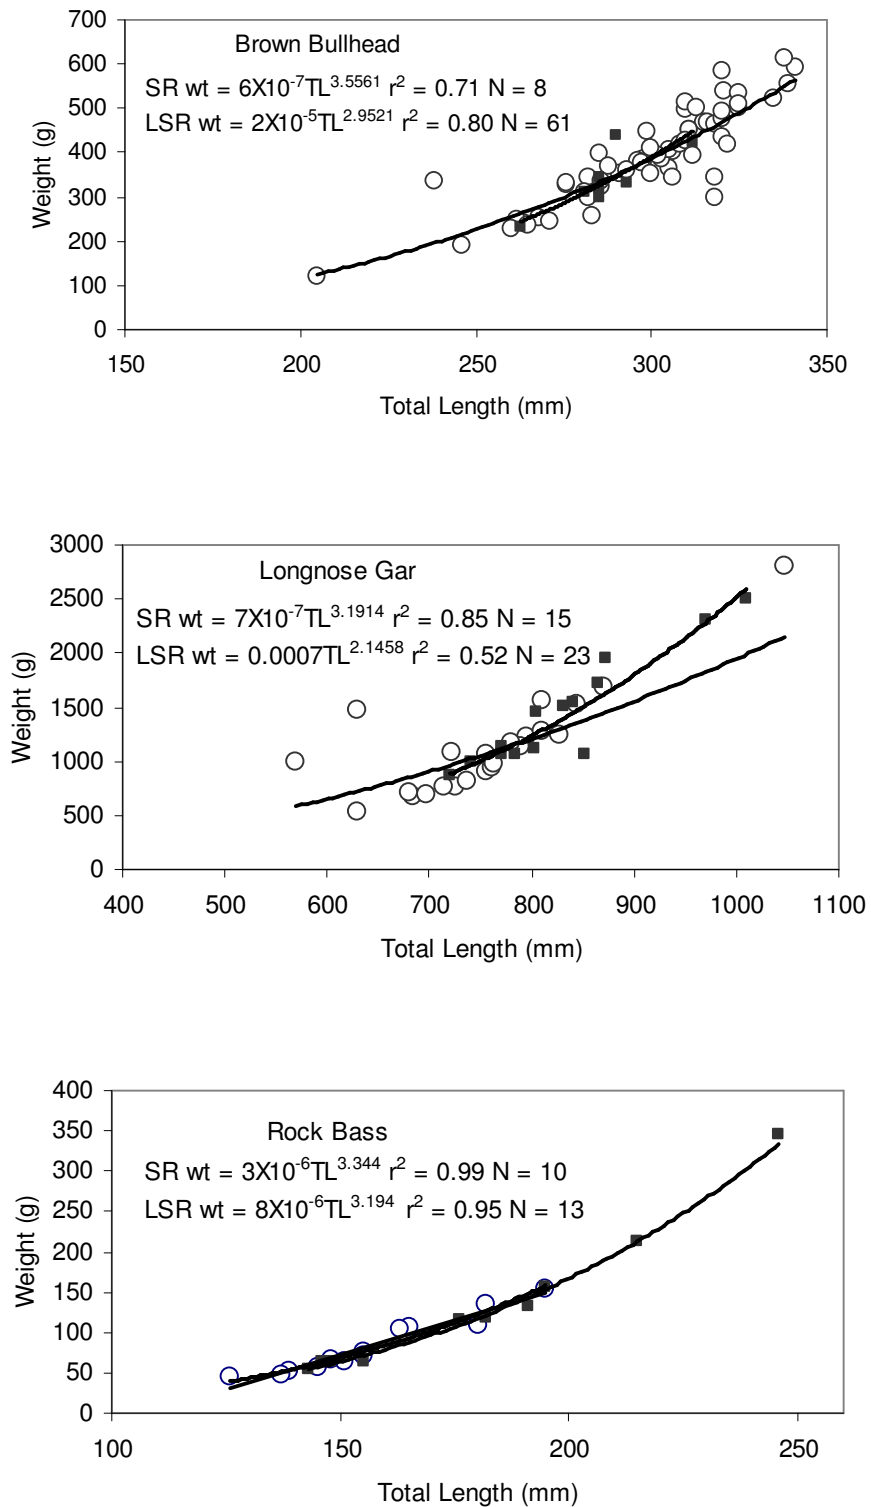 Brown Bullhead
SR wt = 6X10⁻⁷TL³·⁵⁵⁶¹ r² = 0.71 N = 8
LSR wt = 2X10⁻⁵TL²·⁹⁵²¹ r² = 0.80 N = 61
Weight (g)
700
600
500
400
300
200
100
0
150 200 250 300 350
Total Length (mm)
Longnose Gar
SR wt = 7X10⁻⁷TL³·¹⁹¹⁴ r² = 0.85 N = 15
LSR wt = 0.0007TL²·¹⁴⁵⁸ r² = 0.52 N = 23
Weight (g)
3000
2500
2000
1500
1000
500
0
400 500 600 700 800 900 1000 1100
Total Length (mm)
Rock Bass
SR wt = 3X10⁻⁶TL³·³⁴⁴ r² = 0.99 N = 10
LSR wt = 8X10⁻⁶TL³·¹⁹⁴ r² = 0.95 N = 13
Weight (g)
400
350
300
250
200
150
100
50
0
100 150 200 250
Total Length (mm)